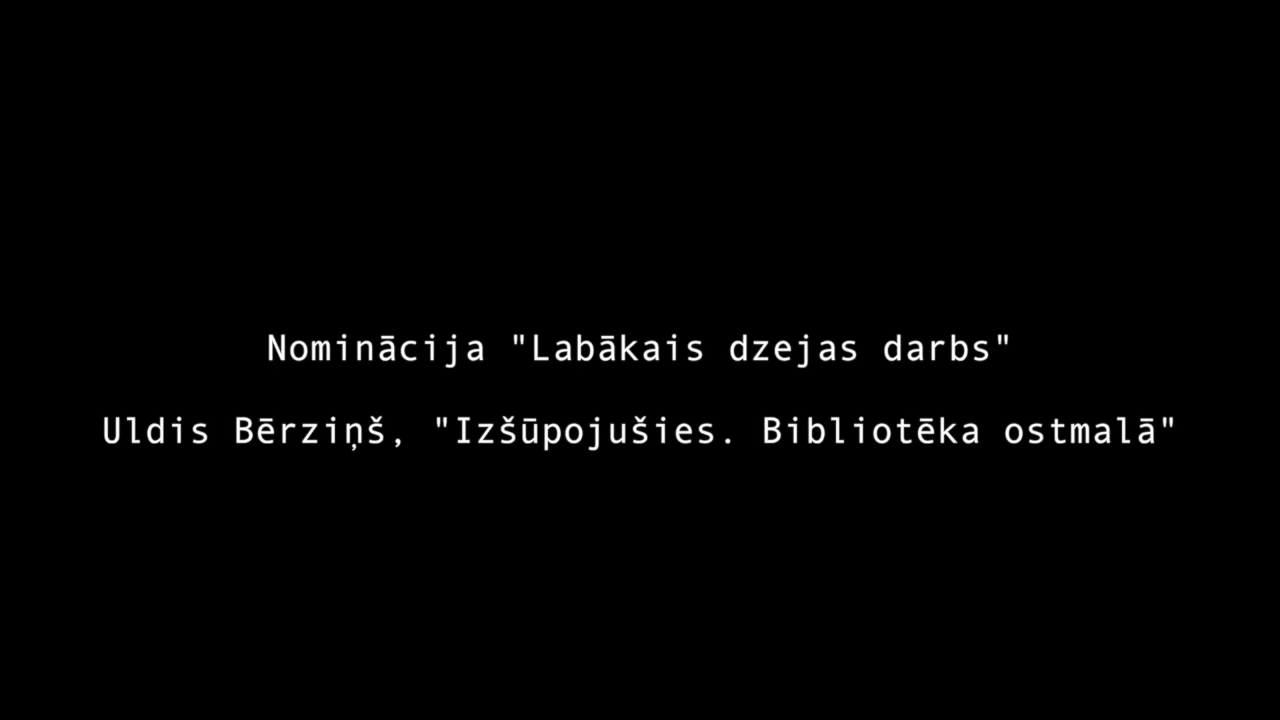 Nominācija "Labākais dzejas darbs"
Uldis Bērziņš, "Izšūpojušies. Bibliotēka ostmalā"